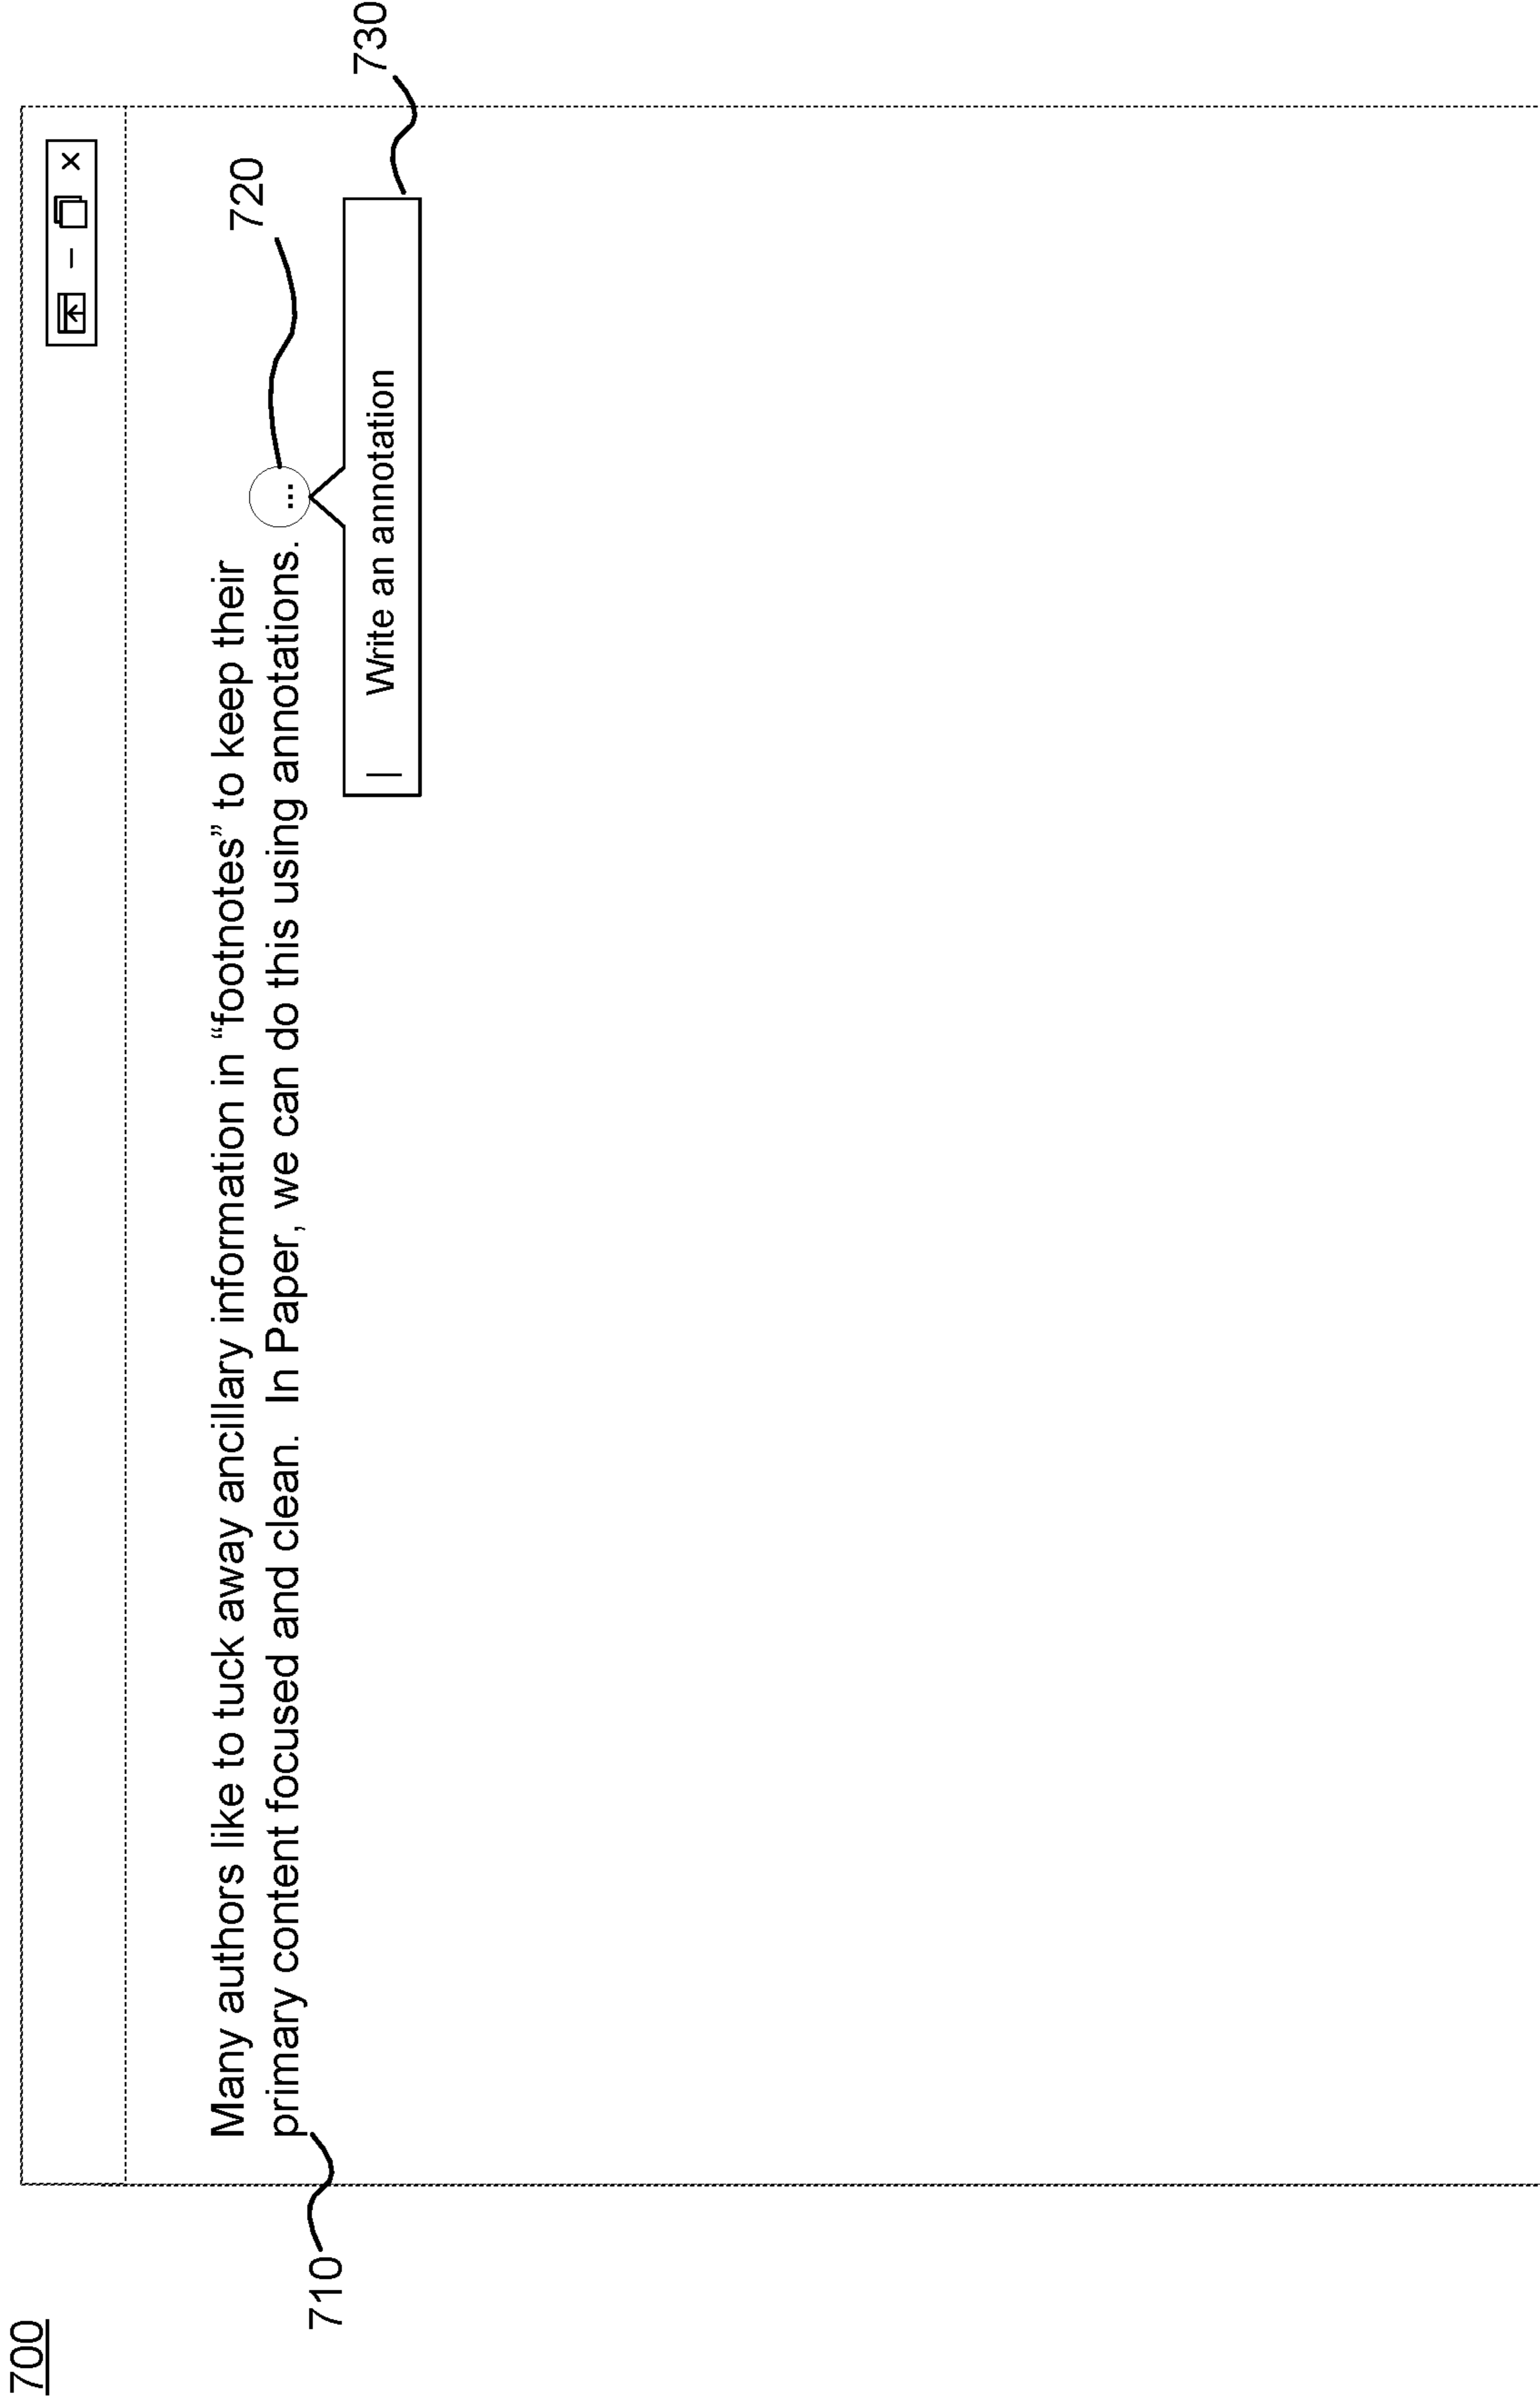 700
720
730
710
Many authors like to tuck away ancillary information in “footnotes” to keep their
primary content focused and clean.  In Paper, we can do this using annotations.
...
| Write an annotation